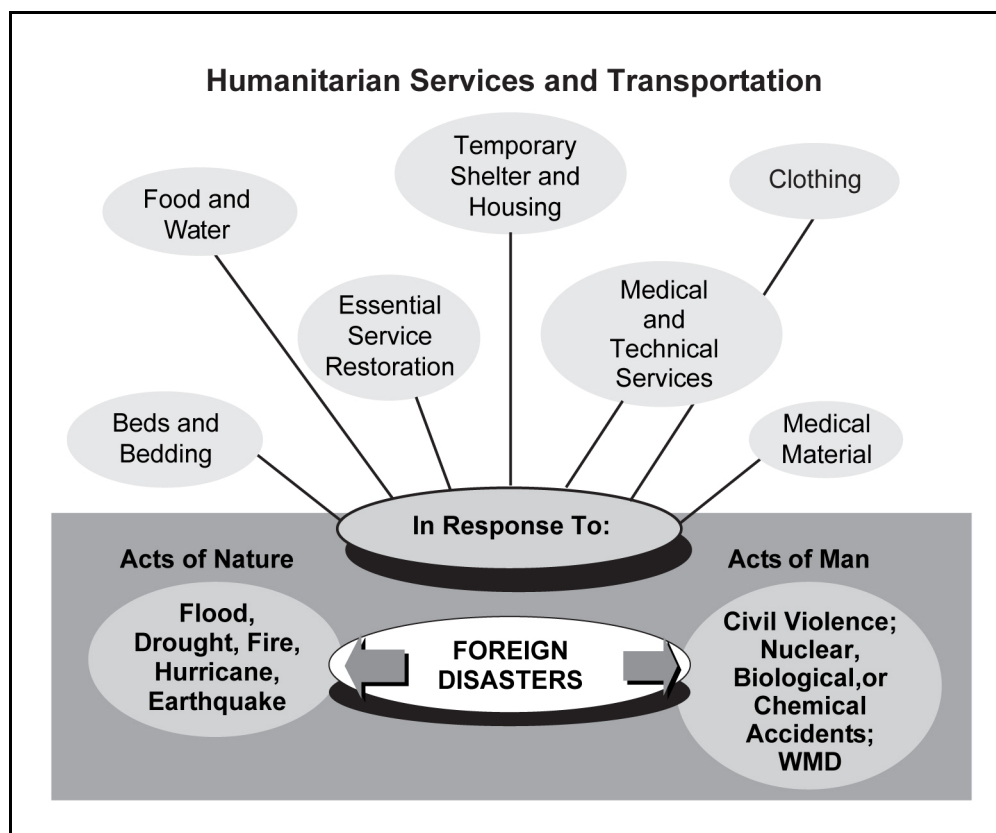 Humanitarian Services and Transportation
Temporary
Shelter and
Housing
Clothing
Food and
Water
Essential
Service
Restoration
Medical
and
Technical
Services
Beds and
Bedding
Medical
Material
In Response To:
Acts of Nature
Acts of Man
Flood,
Drought, Fire,
Hurricane,
Earthquake
FOREIGN
DISASTERS
Civil Violence;
Nuclear,
Biological,or
Chemical
Accidents;
WMD